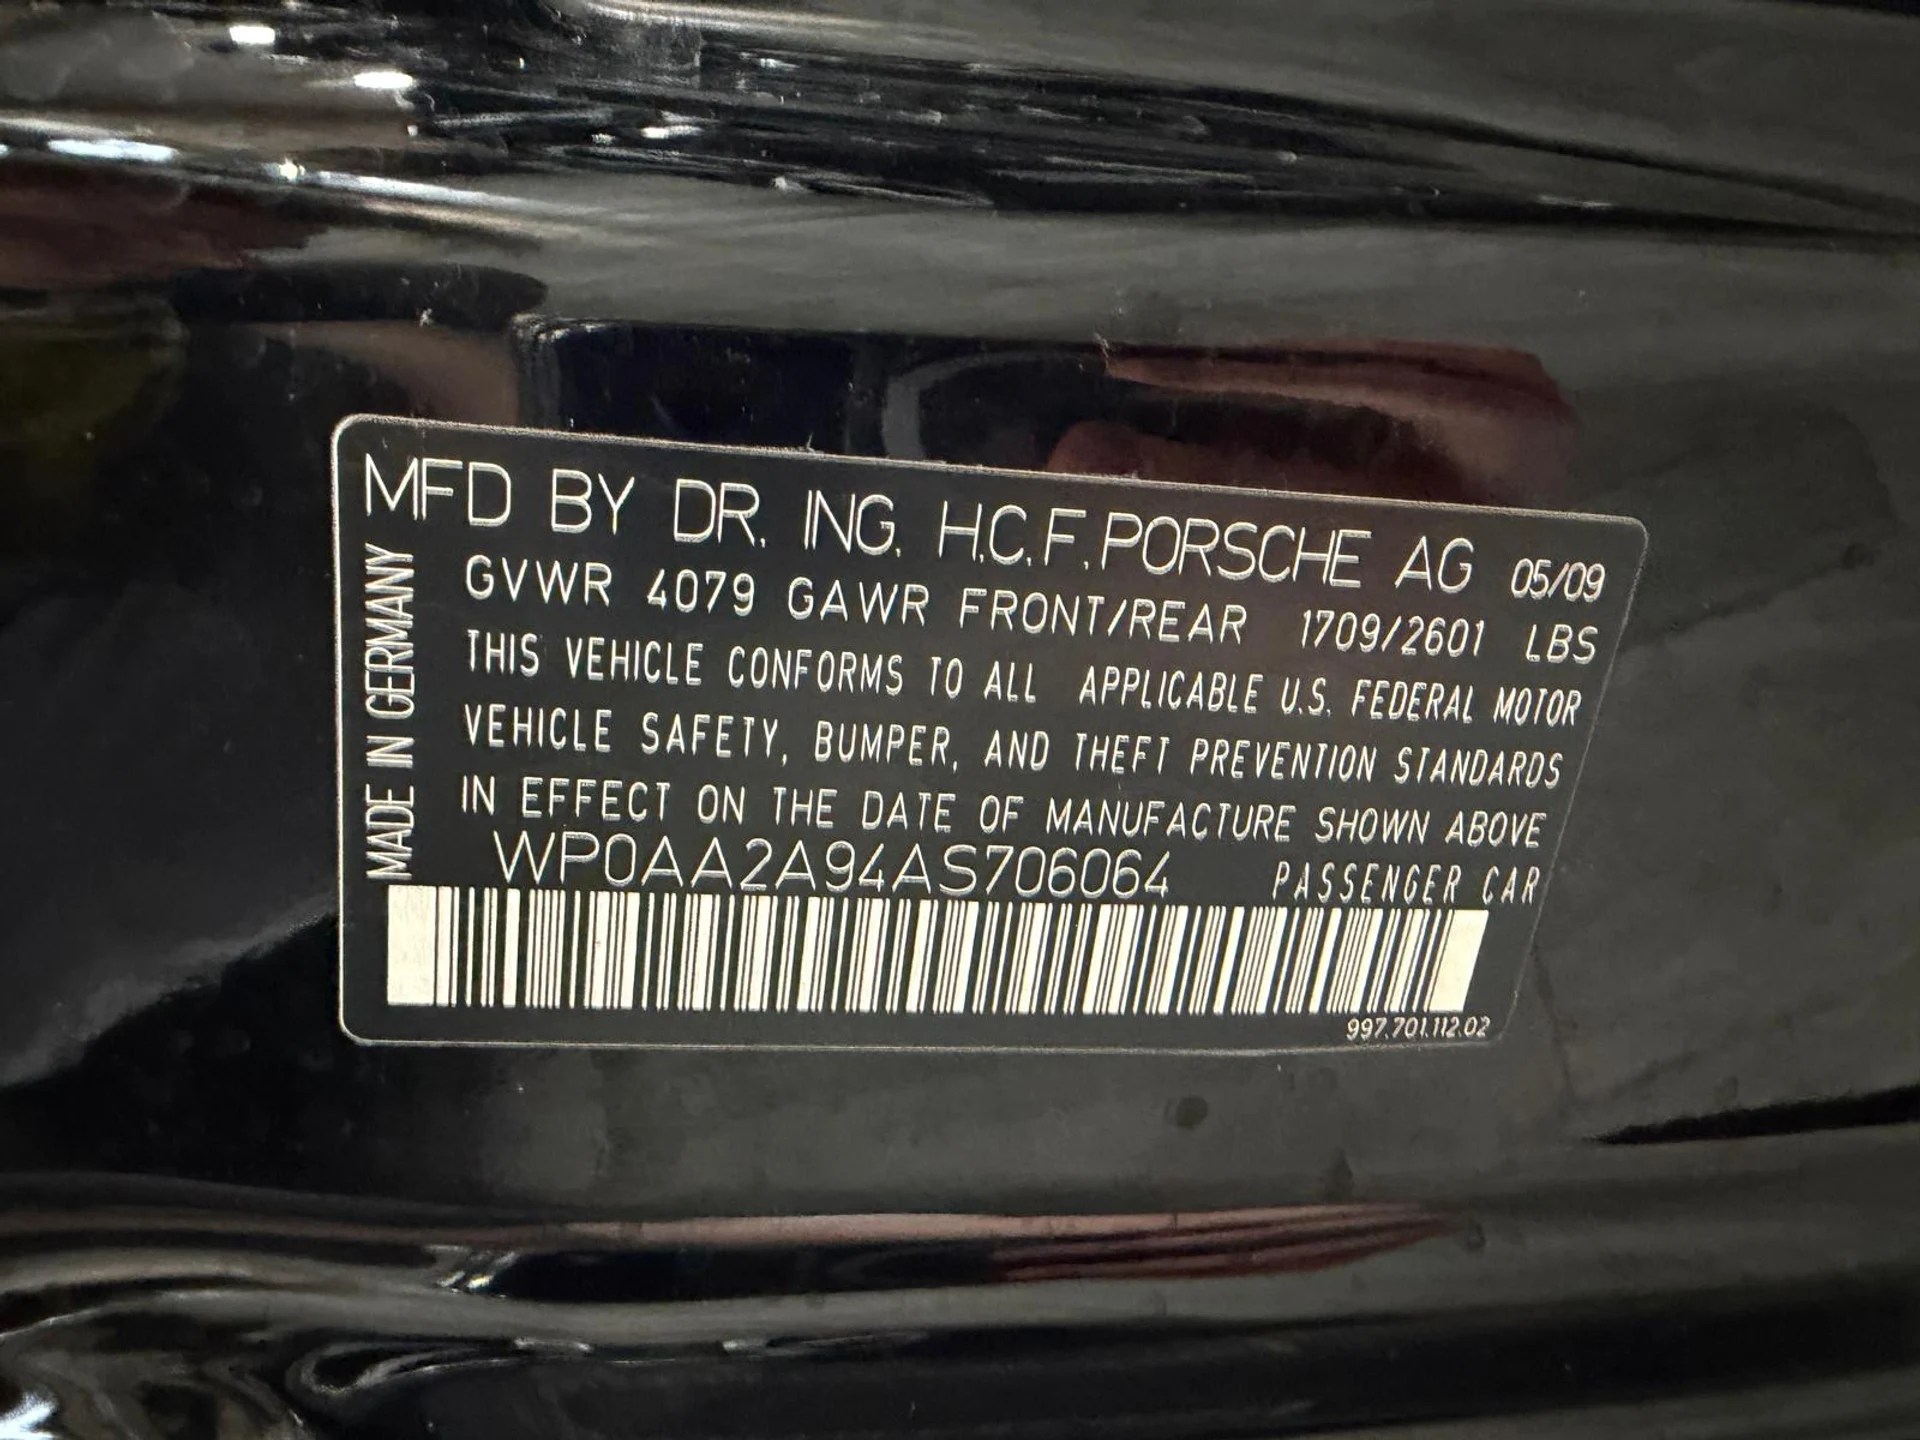 MFD BY DR. ING. H.C.F. PORSCHE AG 05/09
GVWR 4079 GAWR FRONT/REAR 1709/2601 LBS
THIS VEHICLE CONFORMS TO ALL APPLICABLE U.S. FEDERAL MOTOR
VEHICLE SAFETY, BUMPER, AND THEFT PREVENTION STANDARDS
IN EFFECT ON THE DATE OF MANUFACTURE SHOWN ABOVE
WP0AA2A94AS706064 PASSENGER CAR
997.701.112.02
MADE IN GERMANY